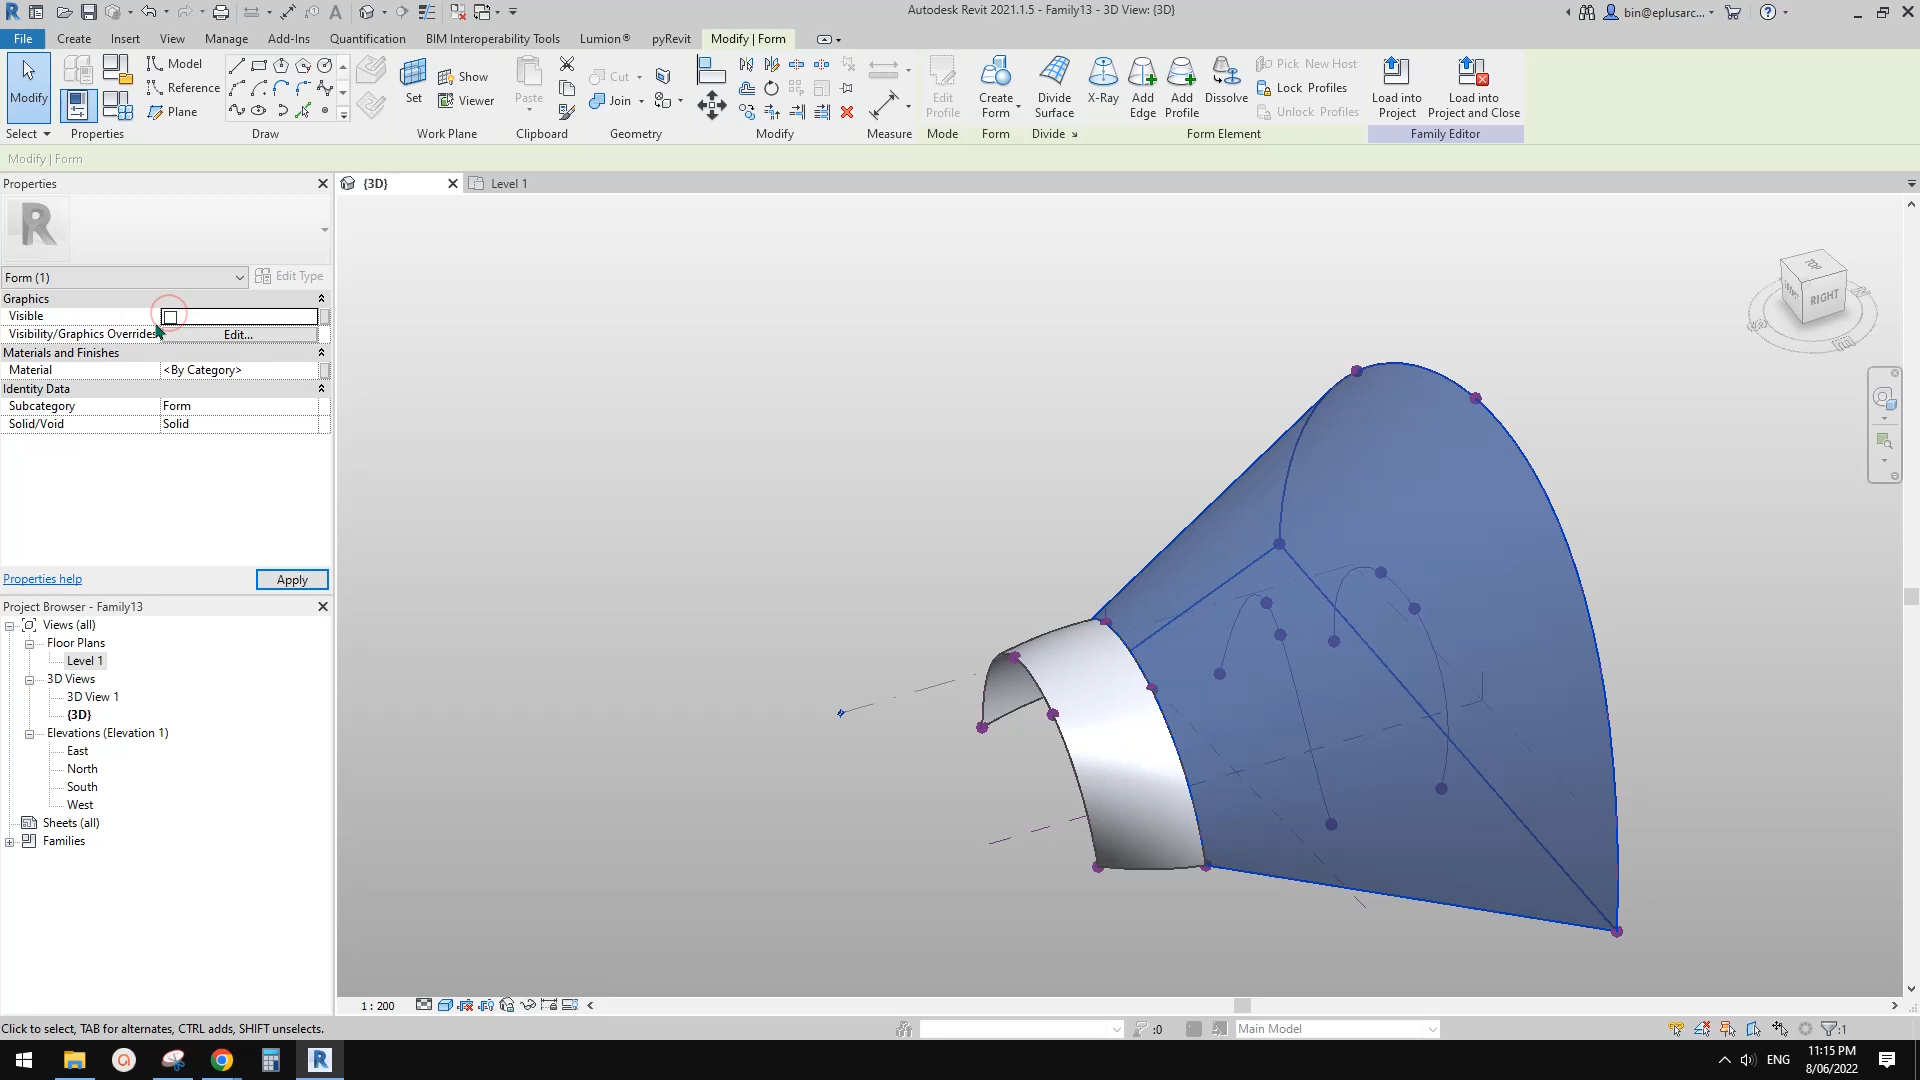 Autodesk Revit 2021.1.5 - Family13 - 3D View: {3D}
bin@eplusarc...
File Create Insert View Manage Add-Ins Quantification BIM Interoperability Tools Lumion® pyRevit Modify | Form
Modify
Select
Properties
Model
Reference
Plane
Draw
Set
Show
Viewer
Work Plane
Paste
Clipboard
Cut
Join
Geometry
Modify
Measure
Edit Profile
Mode
Create Form
Form
Divide Surface
Divide
X-Ray
Add Edge
Add Profile
Dissolve
Pick New Host
Lock Profiles
Unlock Profiles
Form Element
Load into Project
Load into Project and Close
Family Editor
Modify | Form
Properties
{3D}
Level 1
Form (1)
Edit Type
Graphics
Visible
Visibility/Graphics Overrides Edit...
Materials and Finishes
Material <By Category>
Identity Data
Subcategory Form
Solid/Void Solid
Properties help
Apply
Project Browser - Family13
Views (all)
Floor Plans
Level 1
3D Views
3D View 1
{3D}
Elevations (Elevation 1)
East
North
South
West
Sheets (all)
Families
TOP
RIGHT
1 : 200
Click to select, TAB for alternates, CTRL adds, SHIFT unselects.
:0
Main Model
:1
ENG
11:15 PM
8/06/2022